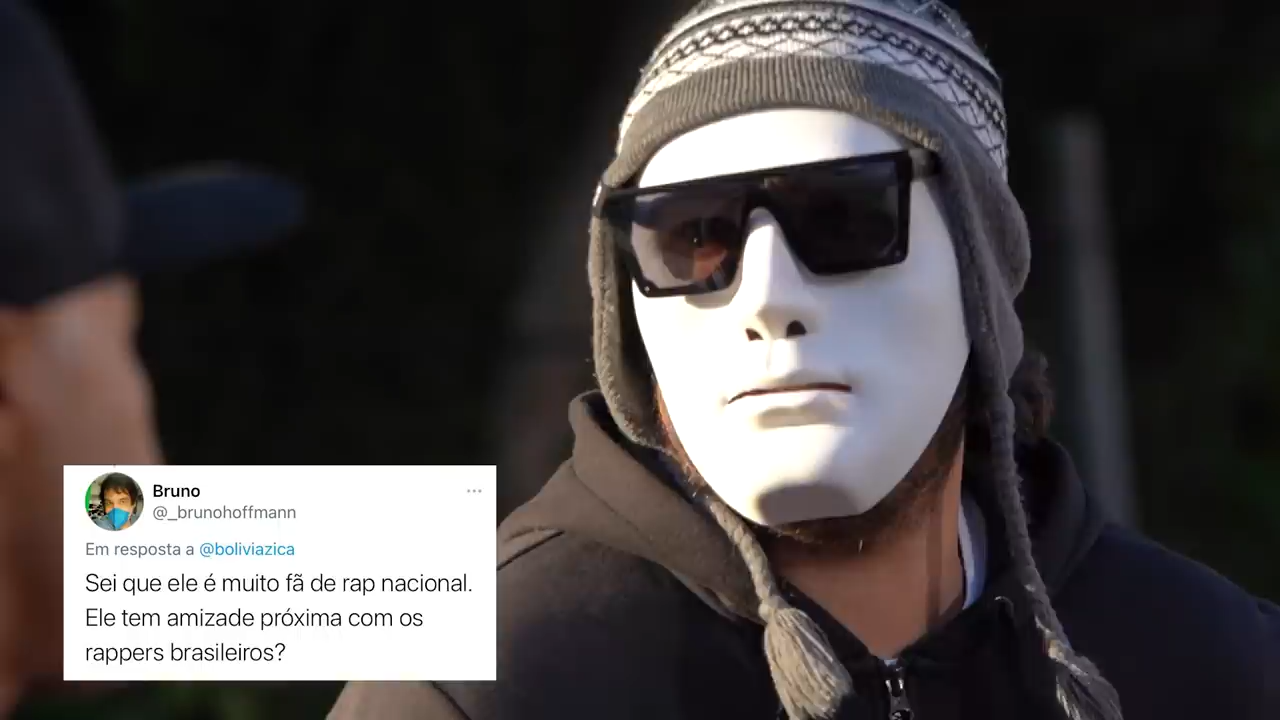 Bruno
@_brunohoffmann
Em resposta a @boliviazica
Sei que ele é muito fã de rap nacional.
Ele tem amizade próxima com os
rappers brasileiros?